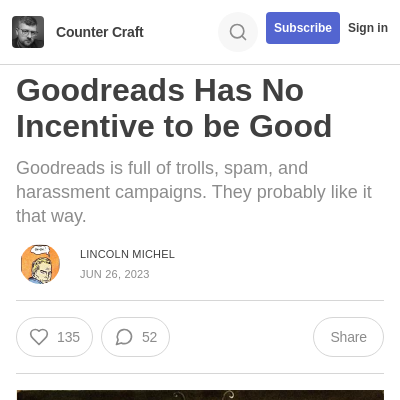 Counter Craft
Subscribe
Sign in
Goodreads Has No
Incentive to be Good
Goodreads is full of trolls, spam, and
harassment campaigns. They probably like it
that way.
LINCOLN MICHEL
JUN 26, 2023
135
52
Share